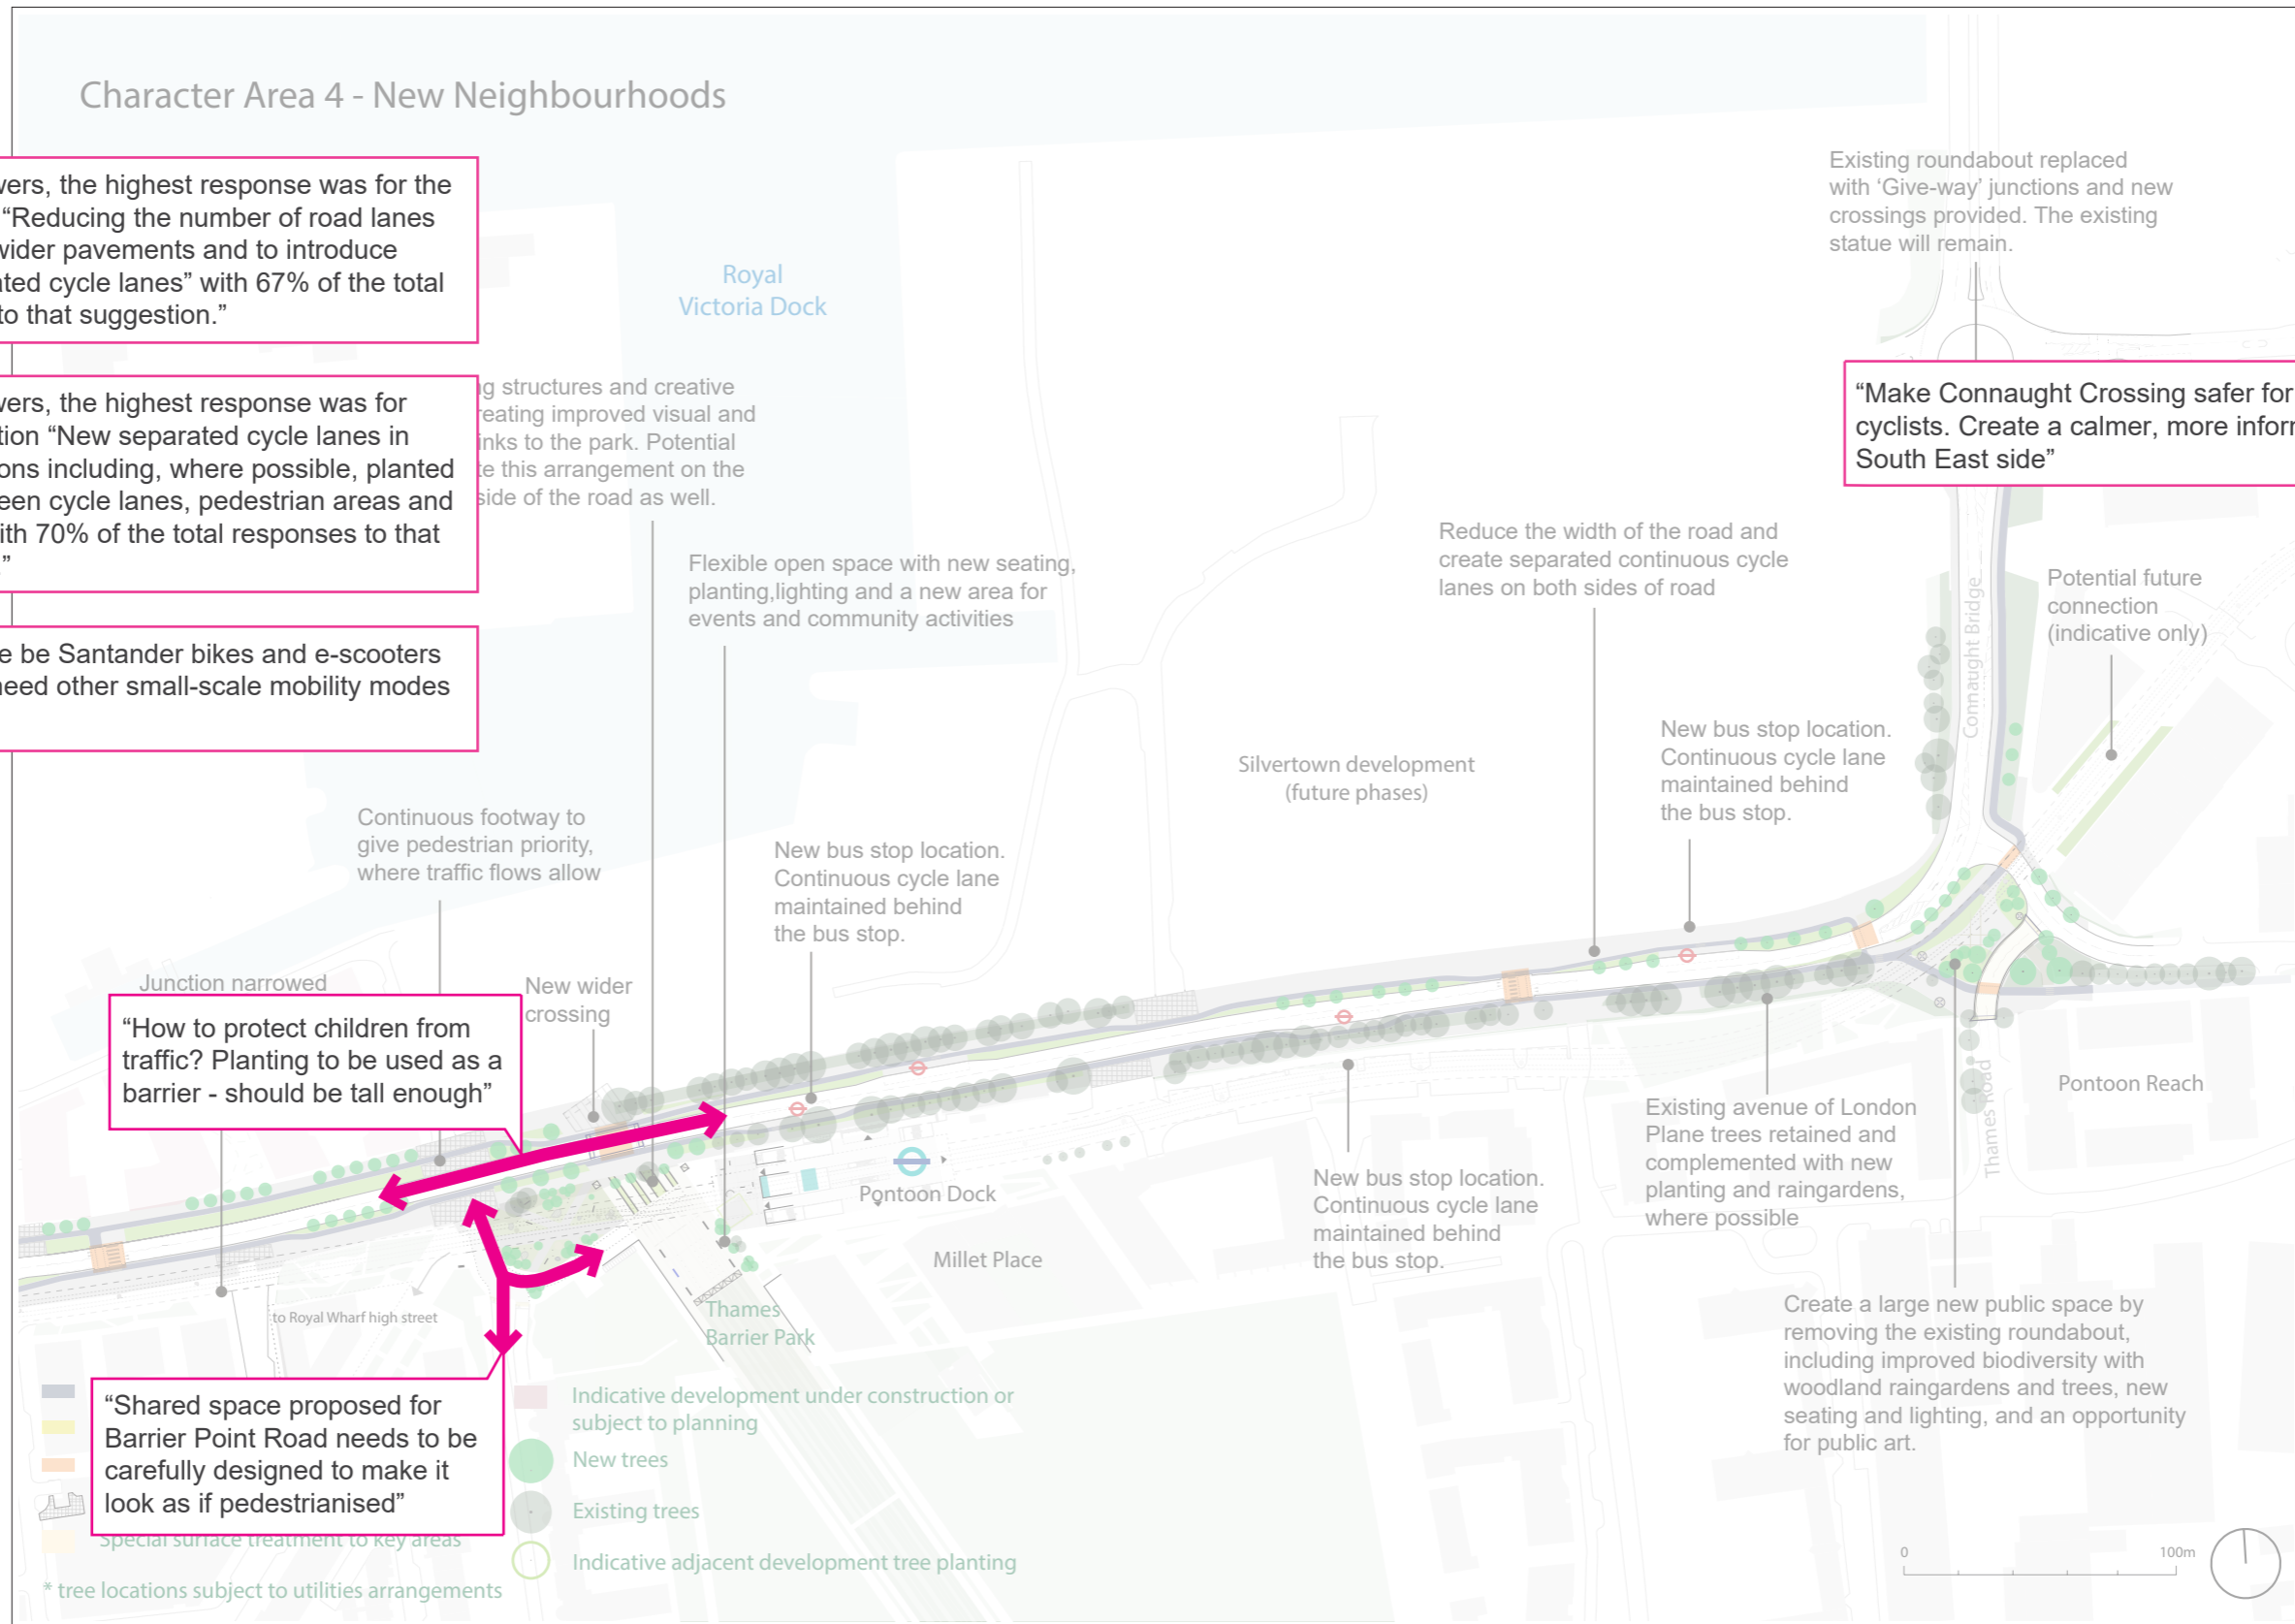 Character Area 4 - New Neighbourhoods
the highest response was for the
“Reducing the number of road lanes
wider pavements and to introduce
cycle lanes” with 67% of the total
to that suggestion.”
the highest response was for
“New separated cycle lanes in
including, where possible, planted
cycle lanes, pedestrian areas and
with 70% of the total responses to that
”
be Santander bikes and e-scooters
need other small-scale mobility modes
Royal
Victoria Dock
structures and creative
creating improved visual and
links to the park. Potential
this arrangement on the
side of the road as well.
Flexible open space with new seating,
planting,lighting and a new area for
events and community activities
Existing roundabout replaced
with ‘Give-way’ junctions and new
crossings provided. The existing
statue will remain.
“Make Connaught Crossing safer for
cyclists. Create a calmer, more
South East side”
Reduce the width of the road and
create separated continuous cycle
lanes on both sides of road
Connaught Bridge
Potential future
connection
(indicative only)
New bus stop location.
Continuous cycle lane
maintained behind
the bus stop.
Silvertown development
(future phases)
Continuous footway to
give pedestrian priority,
where traffic flows allow
New bus stop location.
Continuous cycle lane
maintained behind
the bus stop.
Junction narrowed
New wider
crossing
“How to protect children from
traffic? Planting to be used as a
barrier - should be tall enough”
Pontoon Dock
Millet Place
New bus stop location.
Continuous cycle lane
maintained behind
the bus stop.
Existing avenue of London
Plane trees retained and
complemented with new
planting and raingardens,
where possible
Thames Road
Pontoon Reach
to Royal Wharf high street
Thames
Barrier Park
Create a large new public space by
removing the existing roundabout,
including improved biodiversity with
woodland raingardens and trees, new
seating and lighting, and an opportunity
for public art.
“Shared space proposed for
Barrier Point Road needs to be
carefully designed to make it
look as if pedestrianised”
Special surface treatment to key areas
* tree locations subject to utilities arrangements
Indicative development under construction or
subject to planning
New trees
Existing trees
Indicative adjacent development tree planting
0 100m